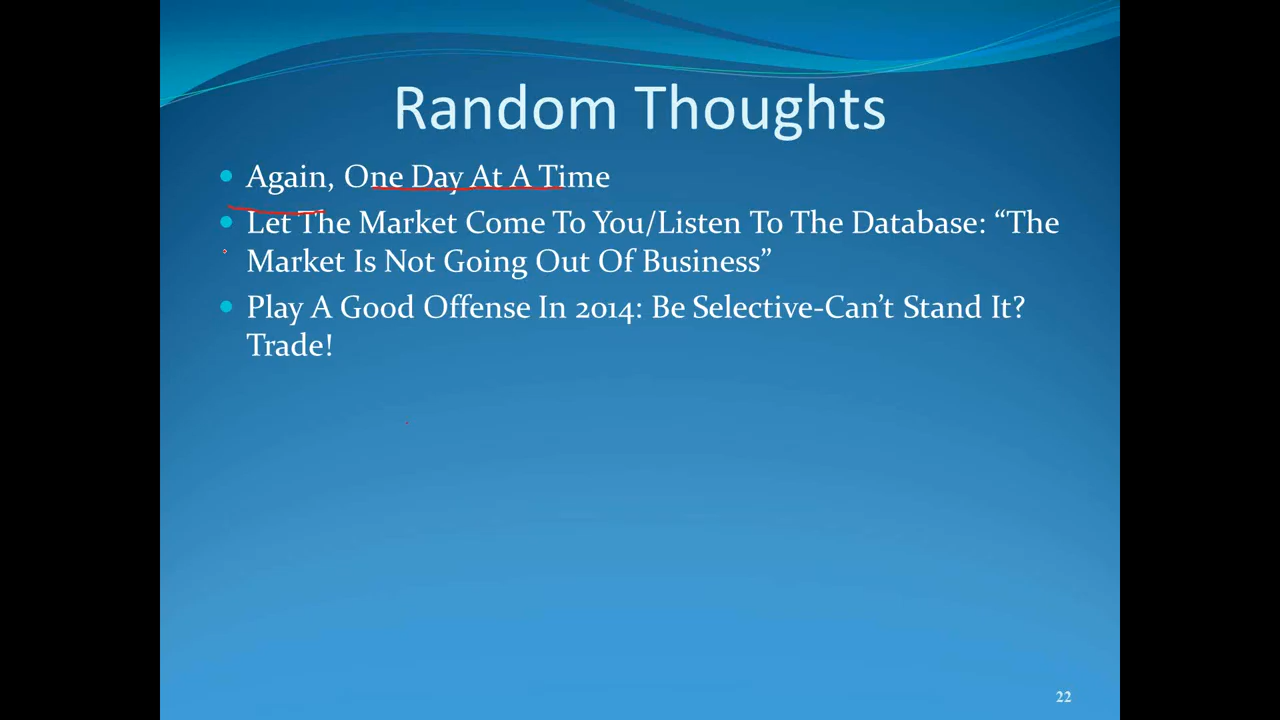 Random Thoughts
Again, One Day At A Time
Let The Market Come To You/Listen To The Database: “The
Market Is Not Going Out Of Business”
Play A Good Offense In 2014: Be Selective-Can’t Stand It?
Trade!
22